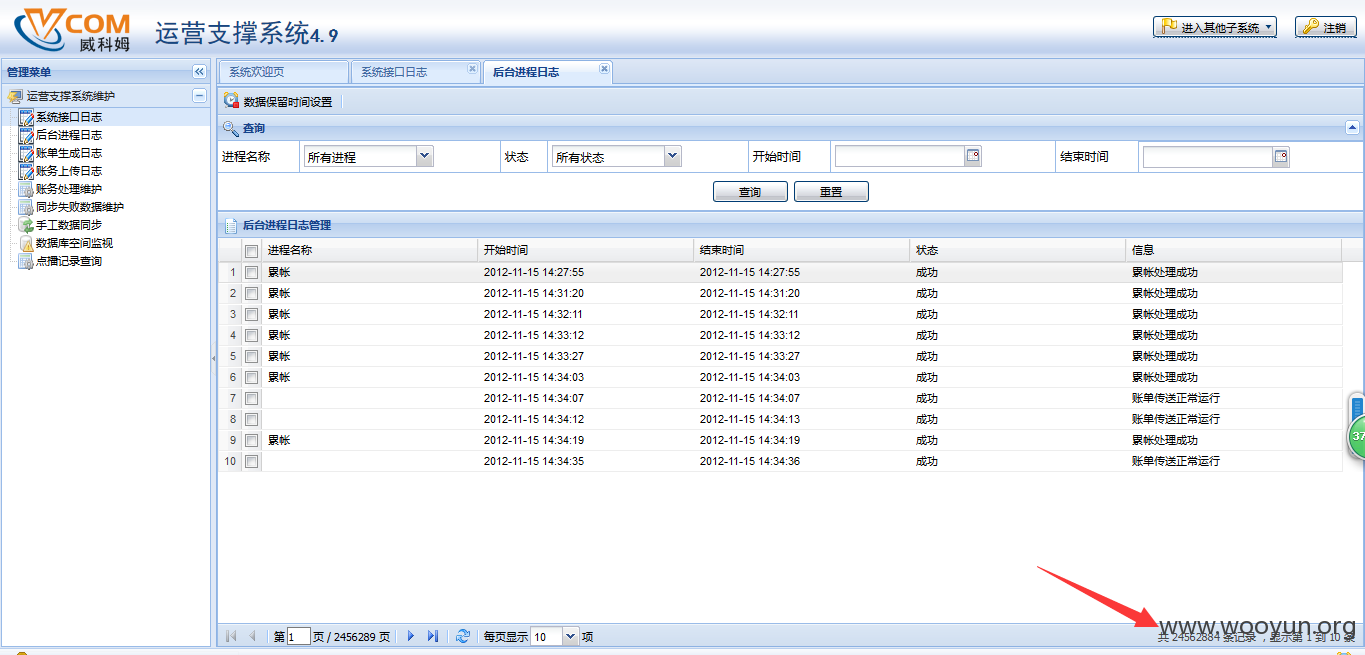 VCOM 威科姆 运营支撑系统4.9 进入其他子系统 注销
管理菜单
运营支撑系统维护
系统接口日志
后台进程日志
账单生成日志
账务上传日志
账务处理维护
同步失败数据维护
手工数据同步
数据库空间监视
点播记录查询
系统欢迎页 系统接口日志 后台进程日志
数据保留时间设置
查询
进程名称 所有进程 状态 所有状态 开始时间 结束时间
查询 重置
后台进程日志管理
进程名称 开始时间 结束时间 状态 信息
1 累帐 2012-11-15 14:27:55 2012-11-15 14:27:55 成功 累帐处理成功
2 累帐 2012-11-15 14:31:20 2012-11-15 14:31:20 成功 累帐处理成功
3 累帐 2012-11-15 14:32:11 2012-11-15 14:32:11 成功 累帐处理成功
4 累帐 2012-11-15 14:33:12 2012-11-15 14:33:12 成功 累帐处理成功
5 累帐 2012-11-15 14:33:27 2012-11-15 14:33:27 成功 累帐处理成功
6 累帐 2012-11-15 14:34:03 2012-11-15 14:34:03 成功 累帐处理成功
7 2012-11-15 14:34:07 2012-11-15 14:34:07 成功 账单传送正常运行
8 2012-11-15 14:34:12 2012-11-15 14:34:13 成功 账单传送正常运行
9 累帐 2012-11-15 14:34:19 2012-11-15 14:34:19 成功 累帐处理成功
10 2012-11-15 14:34:35 2012-11-15 14:34:36 成功 账单传送正常运行
37
第 1 页 / 2456289 页 每页显示 10 项
共 24562884 条记录，显示第 1 到 10 条
www.wooyun.org